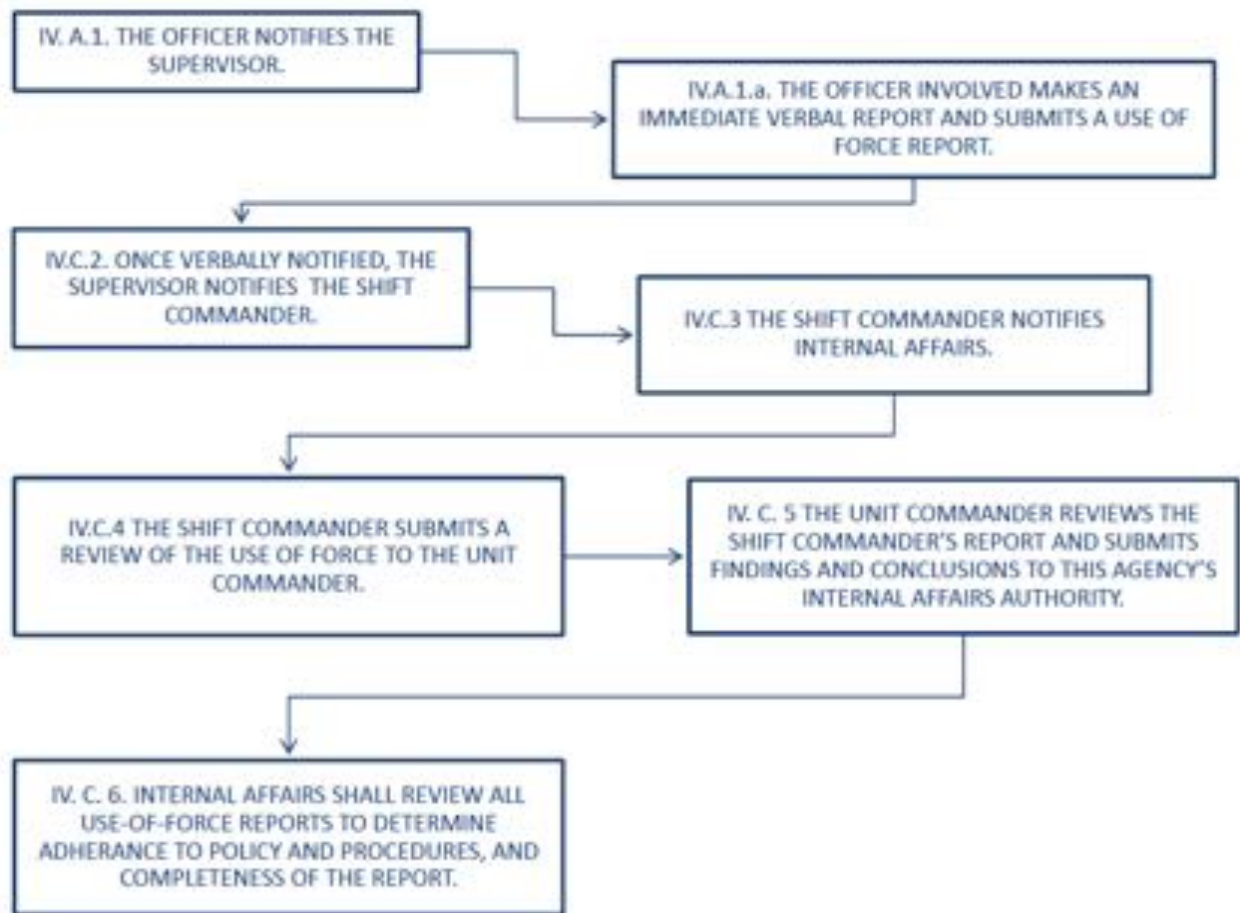 IV. A.1. THE OFFICER NOTIFIES THE
SUPERVISOR.
IV.A.1.a. THE OFFICER INVOLVED MAKES AN
IMMEDIATE VERBAL REPORT AND SUBMITS A USE OF
FORCE REPORT.
IV.C.2. ONCE VERBALLY NOTIFIED, THE
SUPERVISOR NOTIFIES THE SHIFT
COMMANDER.
IV.C.3 THE SHIFT COMMANDER NOTIFIES
INTERNAL AFFAIRS.
IV.C.4 THE SHIFT COMMANDER SUBMITS A
REVIEW OF THE USE OF FORCE TO THE UNIT
COMMANDER.
IV. C. 5 THE UNIT COMMANDER REVIEWS THE
SHIFT COMMANDER'S REPORT AND SUBMITS
FINDINGS AND CONCLUSIONS TO THIS AGENCY'S
INTERNAL AFFAIRS AUTHORITY.
IV. C. 6. INTERNAL AFFAIRS SHALL REVIEW ALL
USE-OF-FORCE REPORTS TO DETERMINE
ADHERANCE TO POLICY AND PROCEDURES, AND
COMPLETENESS OF THE REPORT.